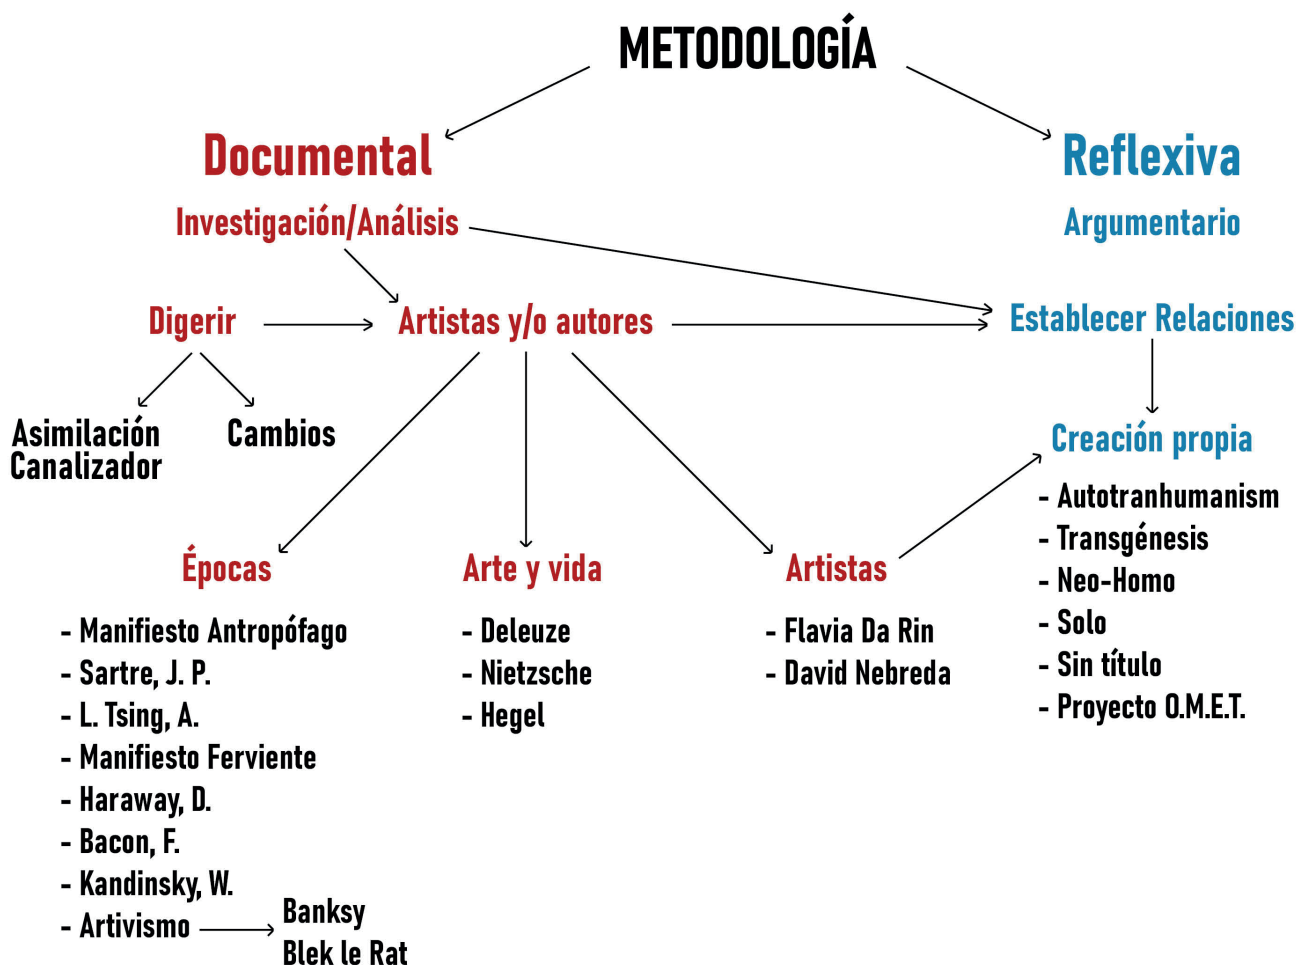 METODOLOGÍA
Documental
Reflexiva
Investigación/Análisis
Argumentario
Digerir
Artistas y/o autores
Establecer Relaciones
Asimilación
Canalizador
Cambios
Creación propia
- Autotranhumanism
- Transgénesis
- Neo-Homo
- Solo
- Sin título
- Proyecto O.M.E.T.
Épocas
- Manifiesto Antropófago
- Sartre, J. P.
- L. Tsing, A.
- Manifiesto Ferviente
- Haraway, D.
- Bacon, F.
- Kandinsky, W.
- Artivismo
Banksy
Blek le Rat
Arte y vida
- Deleuze
- Nietzsche
- Hegel
Artistas
- Flavia Da Rin
- David Nebreda